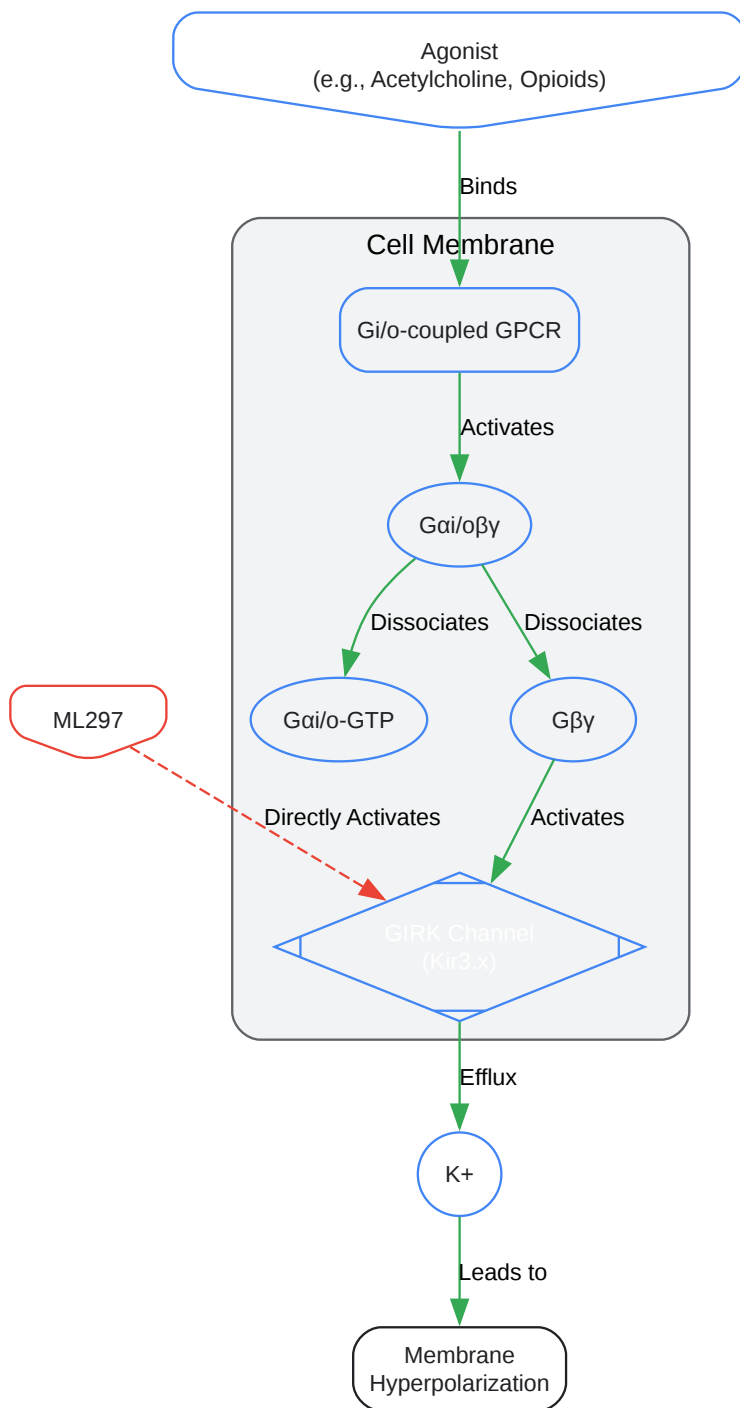 Agonist
(e.g., Acetylcholine, Opioids)
Binds
Cell Membrane
Gi/o-coupled GPCR
Activates
Gαi/oβγ
Dissociates
Dissociates
ML297
Gαi/o-GTP
Gβγ
Directly Activates
Activates
GIRK Channel
(Kir3.x)
Efflux
K+
Leads to
Membrane
Hyperpolarization